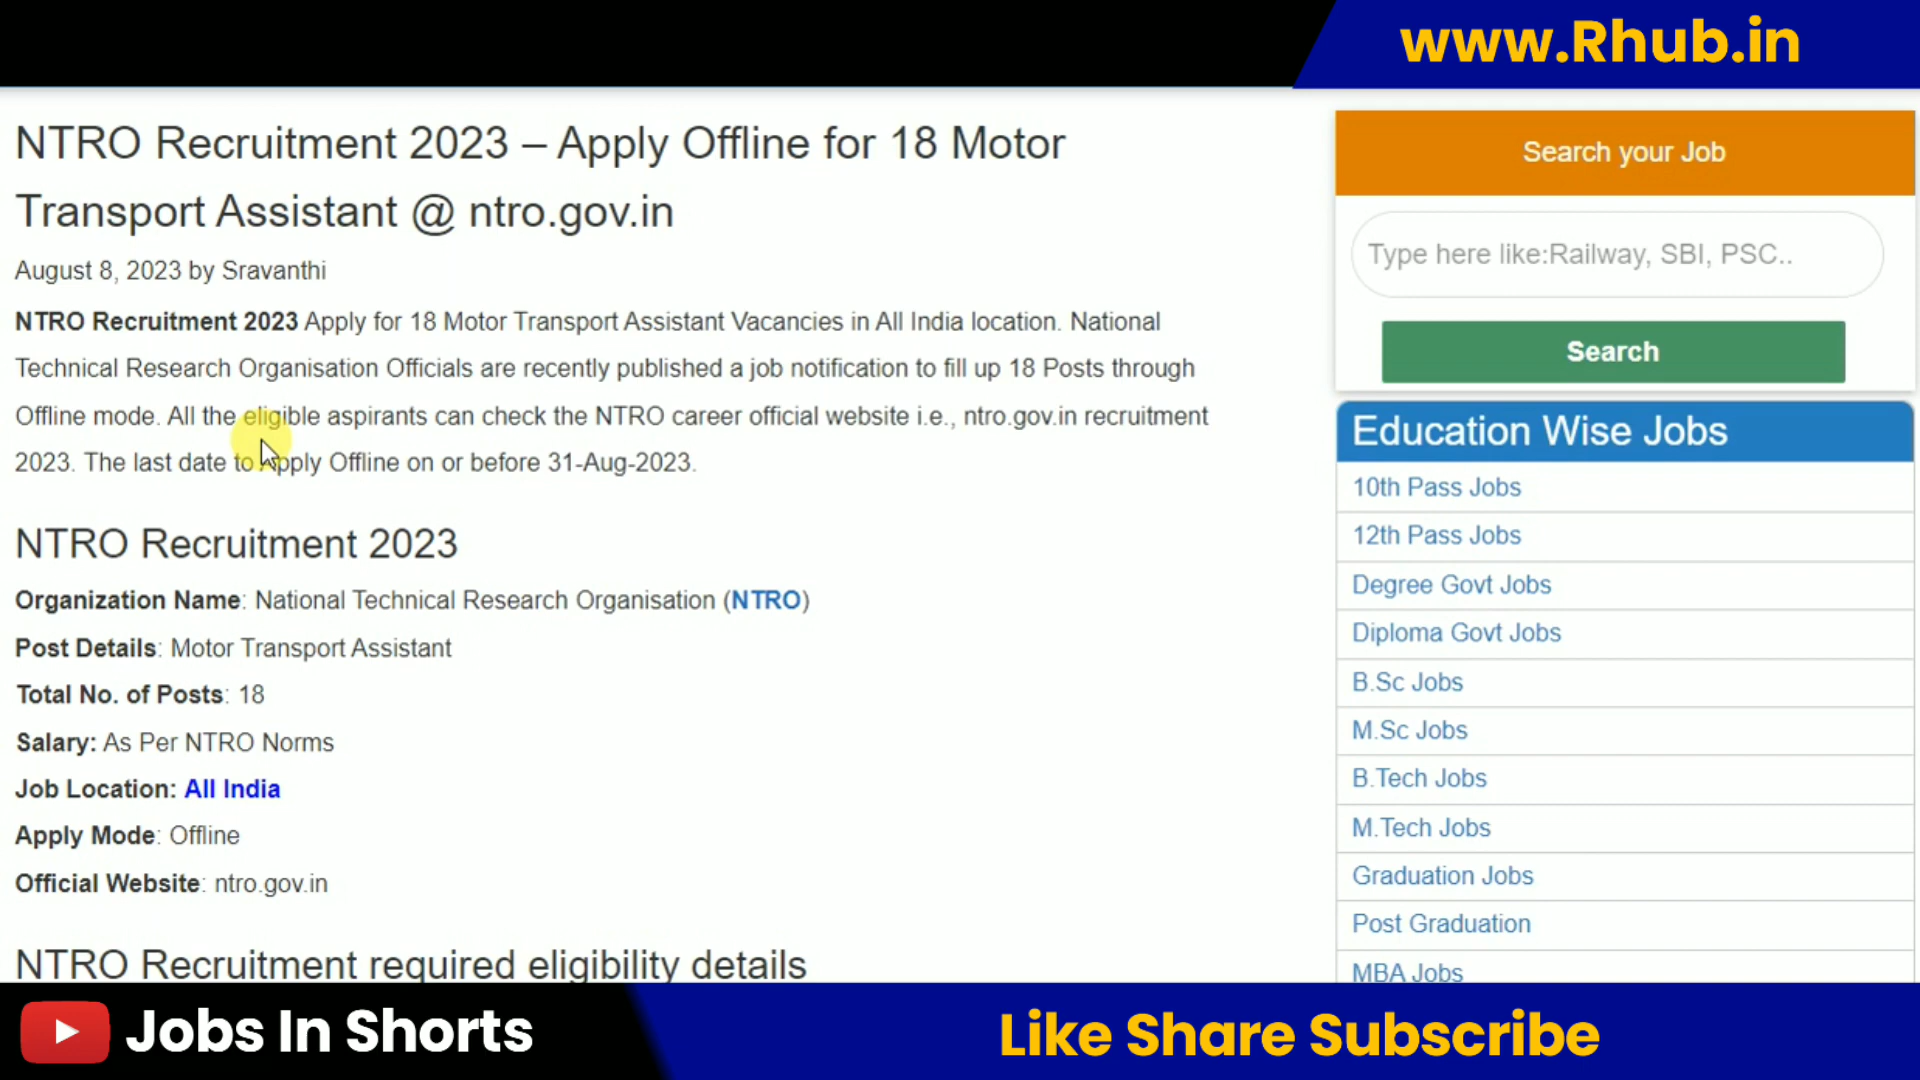 www.Rhub.in
NTRO Recruitment 2023 – Apply Offline for 18 Motor
Transport Assistant @ ntro.gov.in
August 8, 2023 by Sravanthi
NTRO Recruitment 2023 Apply for 18 Motor Transport Assistant Vacancies in All India location. National
Technical Research Organisation Officials are recently published a job notification to fill up 18 Posts through
Offline mode. All the eligible aspirants can check the NTRO career official website i.e., ntro.gov.in recruitment
2023. The last date to Apply Offline on or before 31-Aug-2023.
NTRO Recruitment 2023
Organization Name: National Technical Research Organisation (NTRO)
Post Details: Motor Transport Assistant
Total No. of Posts: 18
Salary: As Per NTRO Norms
Job Location: All India
Apply Mode: Offline
Official Website: ntro.gov.in
NTRO Recruitment required eligibility details
Search your Job
Type here like:Railway, SBI, PSC..
Search
Education Wise Jobs
10th Pass Jobs
12th Pass Jobs
Degree Govt Jobs
Diploma Govt Jobs
B.Sc Jobs
M.Sc Jobs
B.Tech Jobs
M.Tech Jobs
Graduation Jobs
Post Graduation
MBA Jobs
Jobs In Shorts
Like Share Subscribe